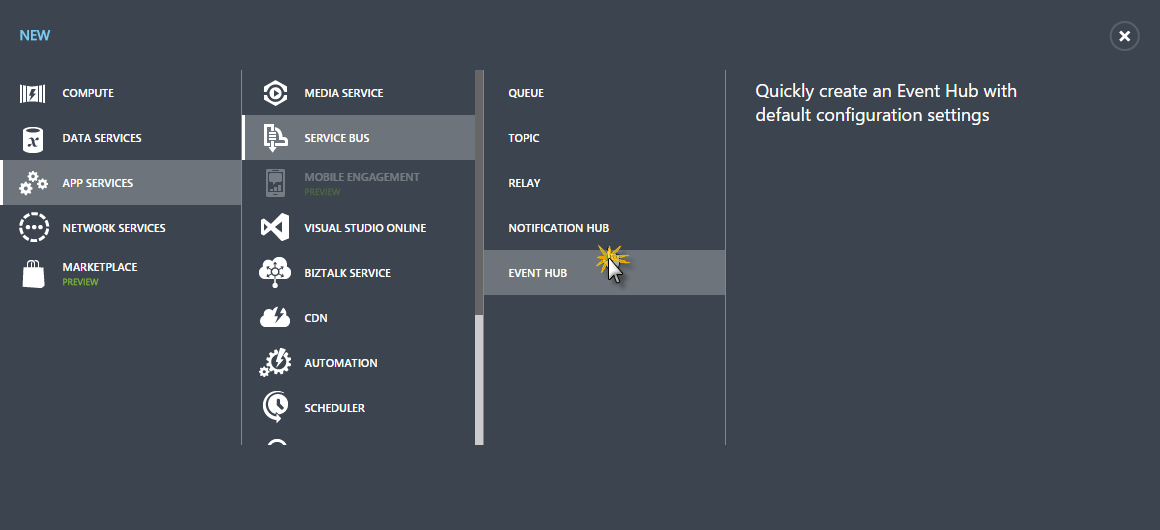 NEW
COMPUTE
DATA SERVICES
APP SERVICES
NETWORK SERVICES
MARKETPLACE
PREVIEW
MEDIA SERVICE
SERVICE BUS
MOBILE ENGAGEMENT
PREVIEW
VISUAL STUDIO ONLINE
BIZTALK SERVICE
CDN
AUTOMATION
SCHEDULER
QUEUE
TOPIC
RELAY
NOTIFICATION HUB
EVENT HUB
Quickly create an Event Hub with
default configuration settings